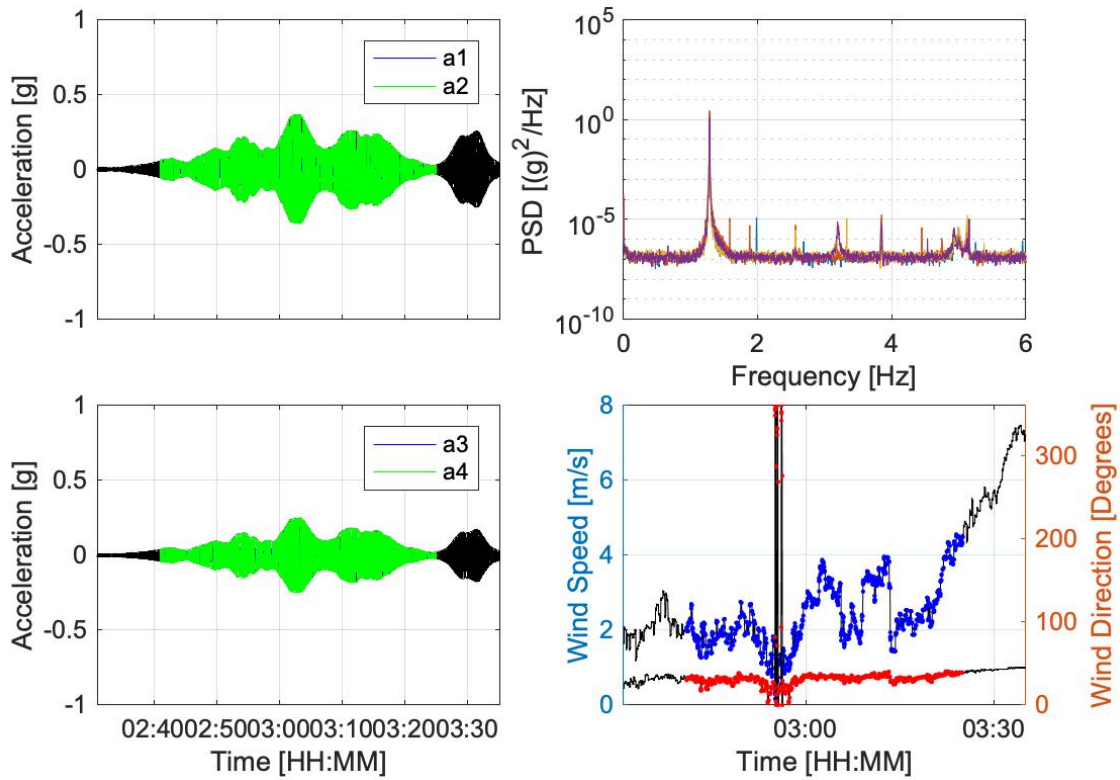 1
0.5
0
-0.5
-1
Acceleration [g]
a1
a2
10^5
10^0
10^-5
10^-10
PSD [(g)^2/Hz]
0 2 4 6
Frequency [Hz]
1
0.5
0
-0.5
-1
Acceleration [g]
a3
a4
02:40 02:50 03:00 03:10 03:20 03:30
Time [HH:MM]
8
6
4
2
0
Wind Speed [m/s]
300
200
100
0
Wind Direction [Degrees]
03:00 03:30
Time [HH:MM]